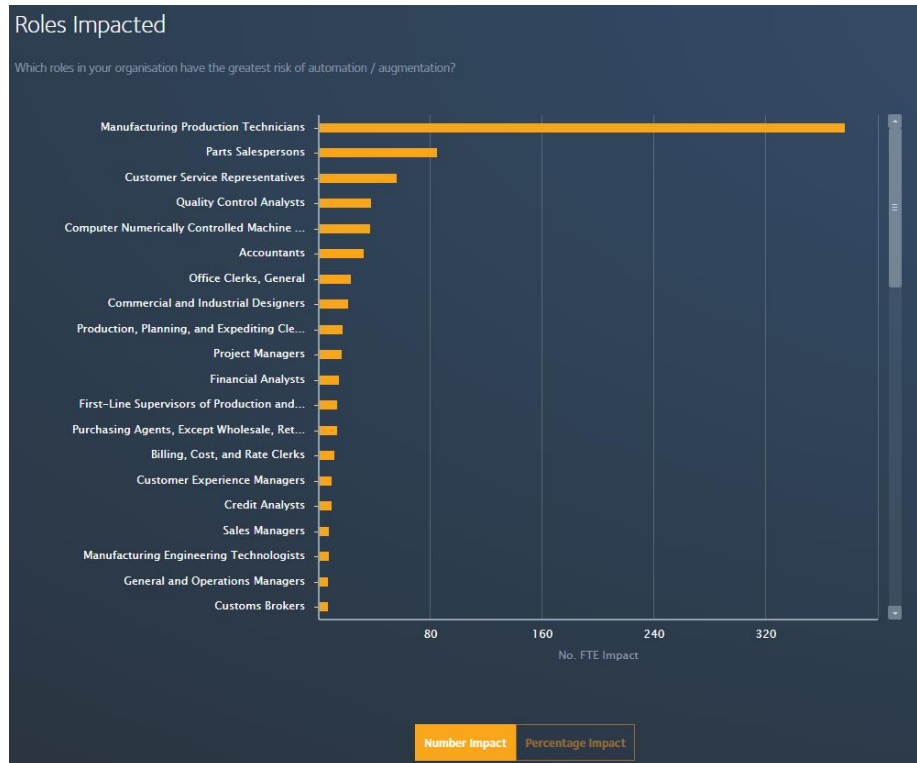 Roles Impacted
Which roles in your organisation have the greatest risk of automation / augmentation?
Manufacturing Production Technicians
Parts Salespersons
Customer Service Representatives
Quality Control Analysts
Computer Numerically Controlled Machine ...
Accountants
Office Clerks, General
Commercial and Industrial Designers
Production, Planning, and Expediting Cle...
Project Managers
Financial Analysts
First-Line Supervisors of Production and...
Purchasing Agents, Except Wholesale, Ret...
Billing, Cost, and Rate Clerks
Customer Experience Managers
Credit Analysts
Sales Managers
Manufacturing Engineering Technologists
General and Operations Managers
Customs Brokers
80 160 240 320
No. FTE Impact
Number Impact Percentage Impact